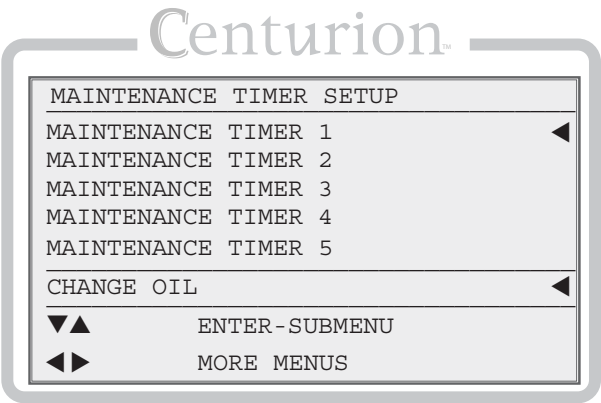 Centurion™
MAINTENANCE TIMER SETUP
MAINTENANCE TIMER 1 ◀
MAINTENANCE TIMER 2
MAINTENANCE TIMER 3
MAINTENANCE TIMER 4
MAINTENANCE TIMER 5
CHANGE OIL ◀
▼▲ ENTER-SUBMENU
◀▶ MORE MENUS